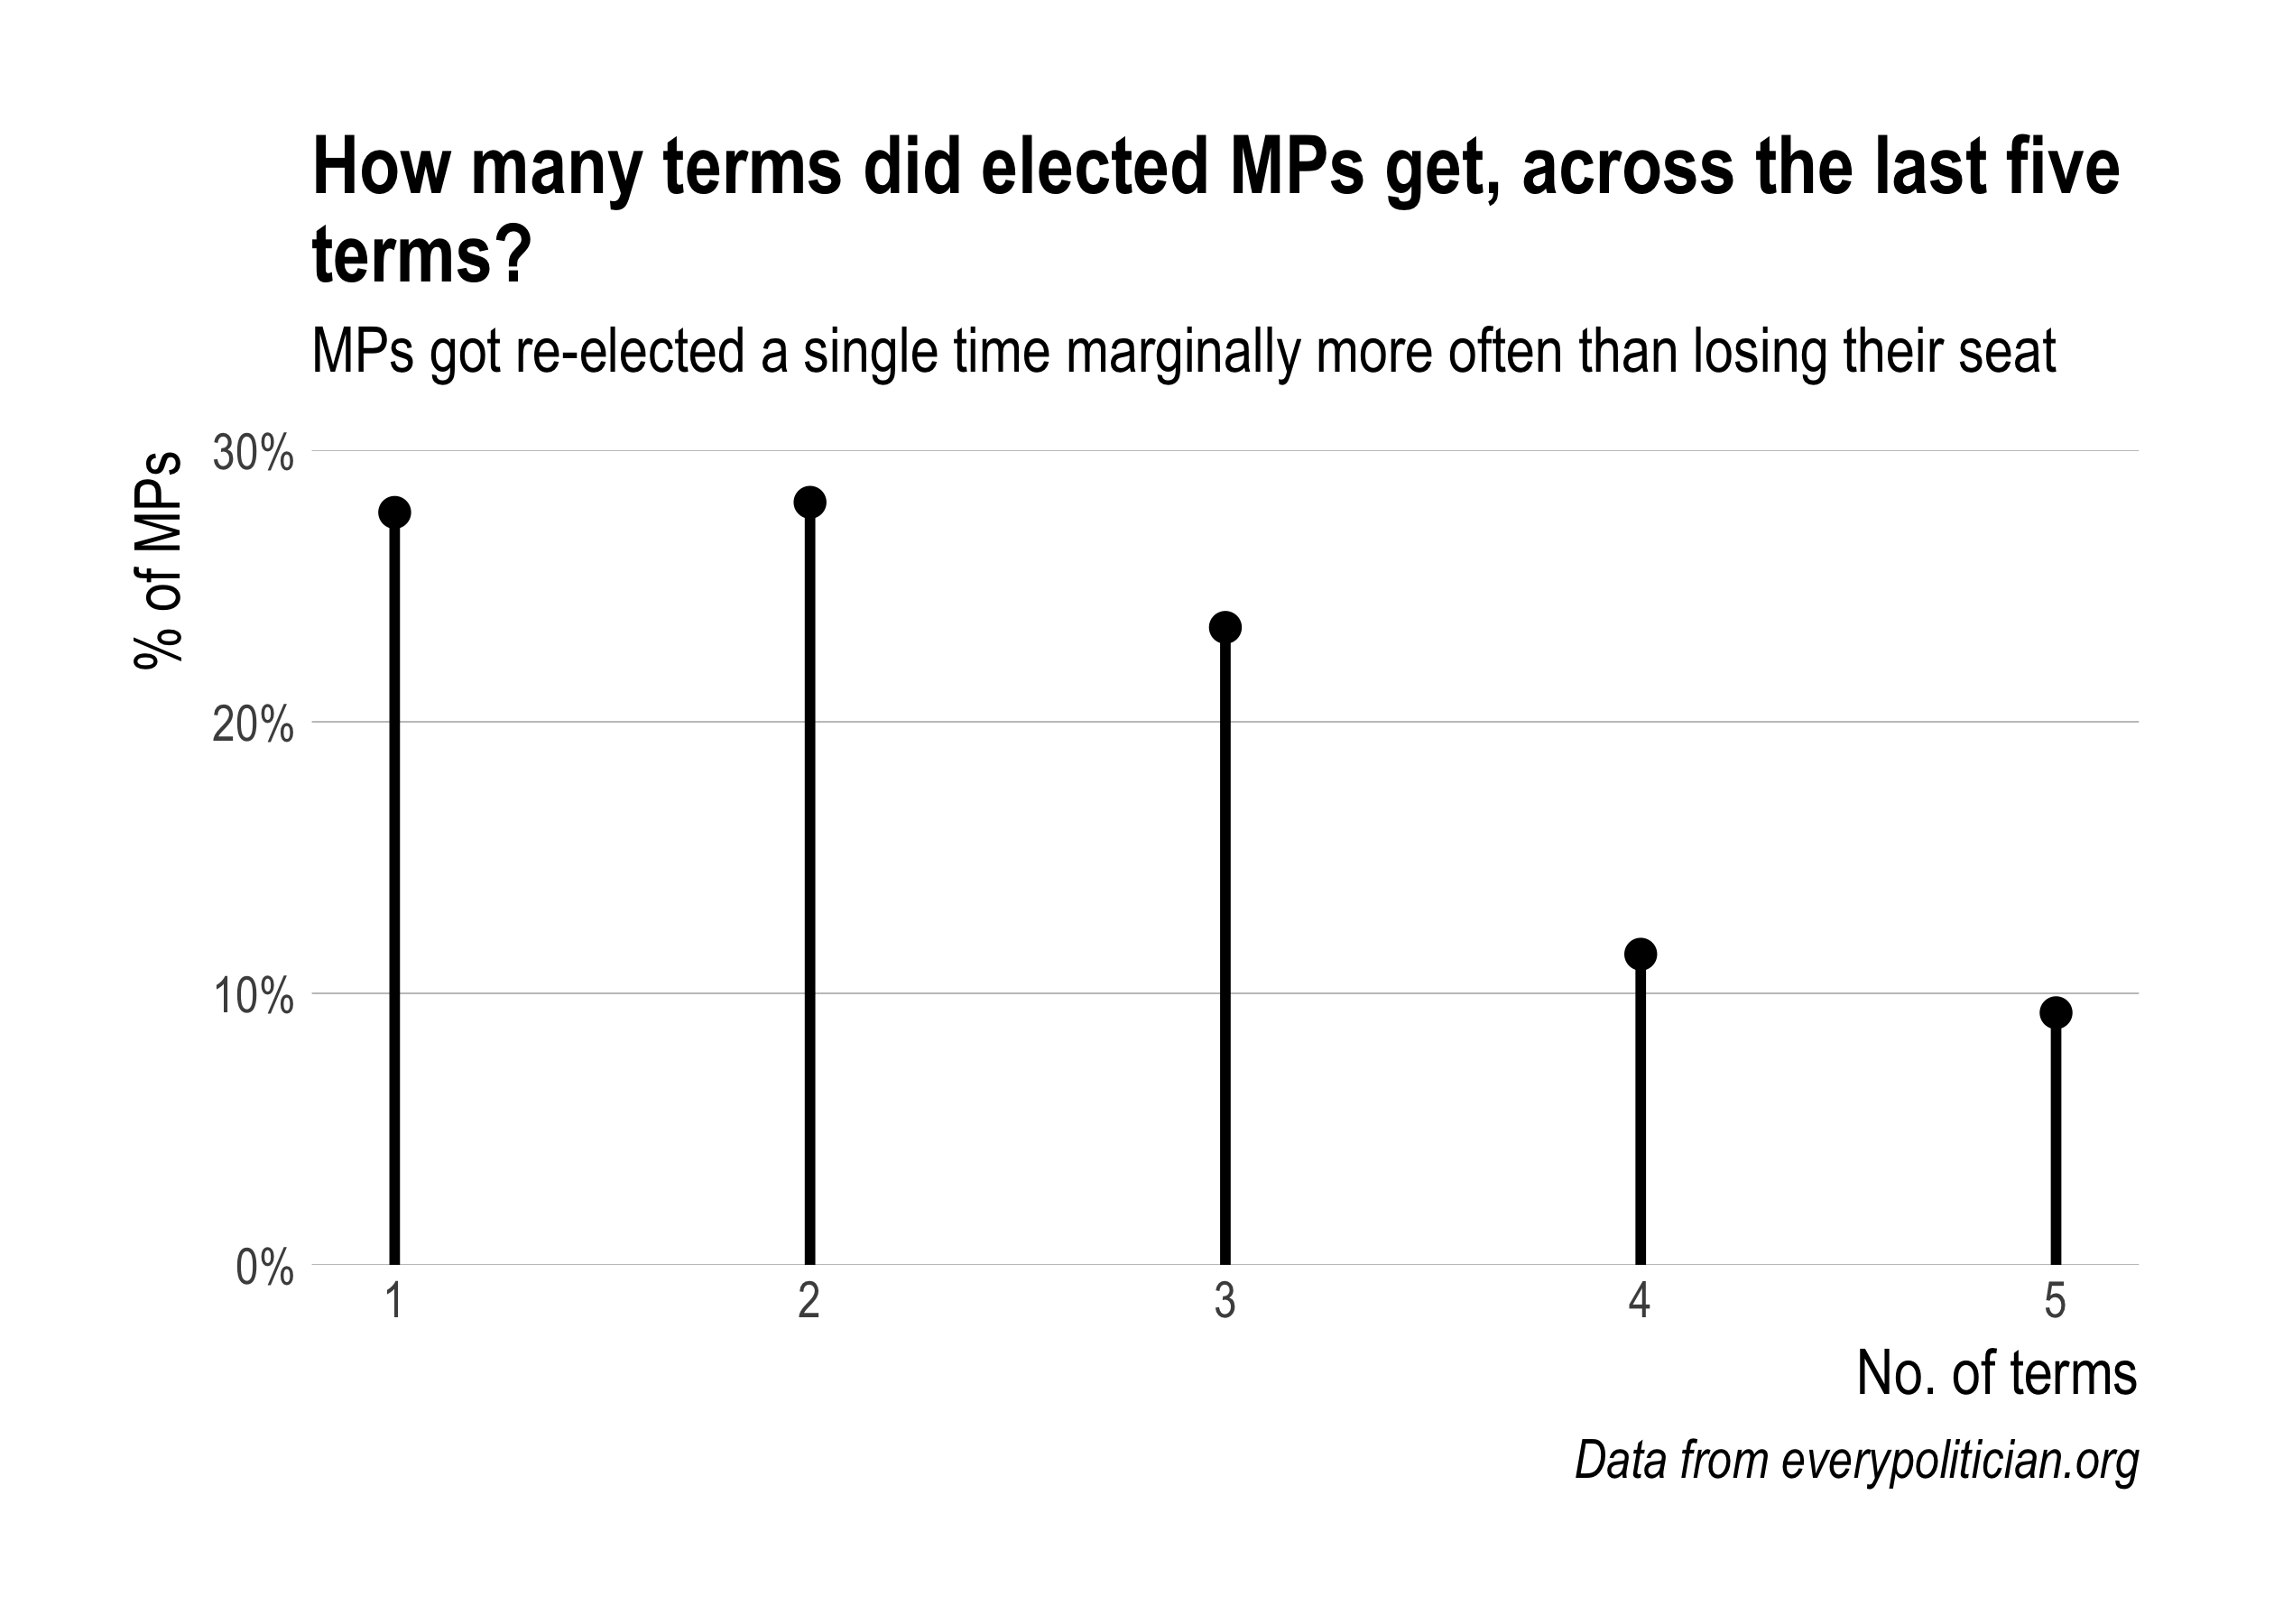 How many terms did elected MPs get, across the last five
terms?
MPs got re-elected a single time marginally more often than losing their seat
% of MPs
30%
20%
10%
0%
1
2
3
4
5
No. of terms
Data from everypolitician.org